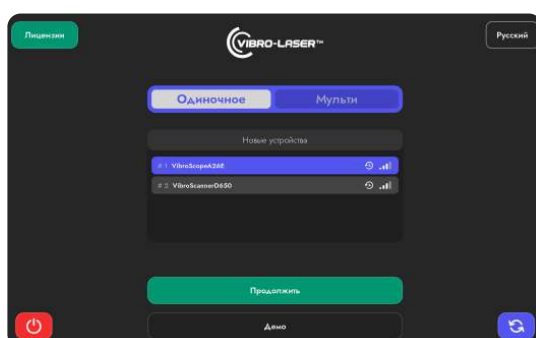 Лицензии
VIBRO-LASER™
Русский
Одиночное
Мульти
Новые устройства
# 1 VibroScopeA26E
# 2 VibroScannerD650
Продолжить
Демо